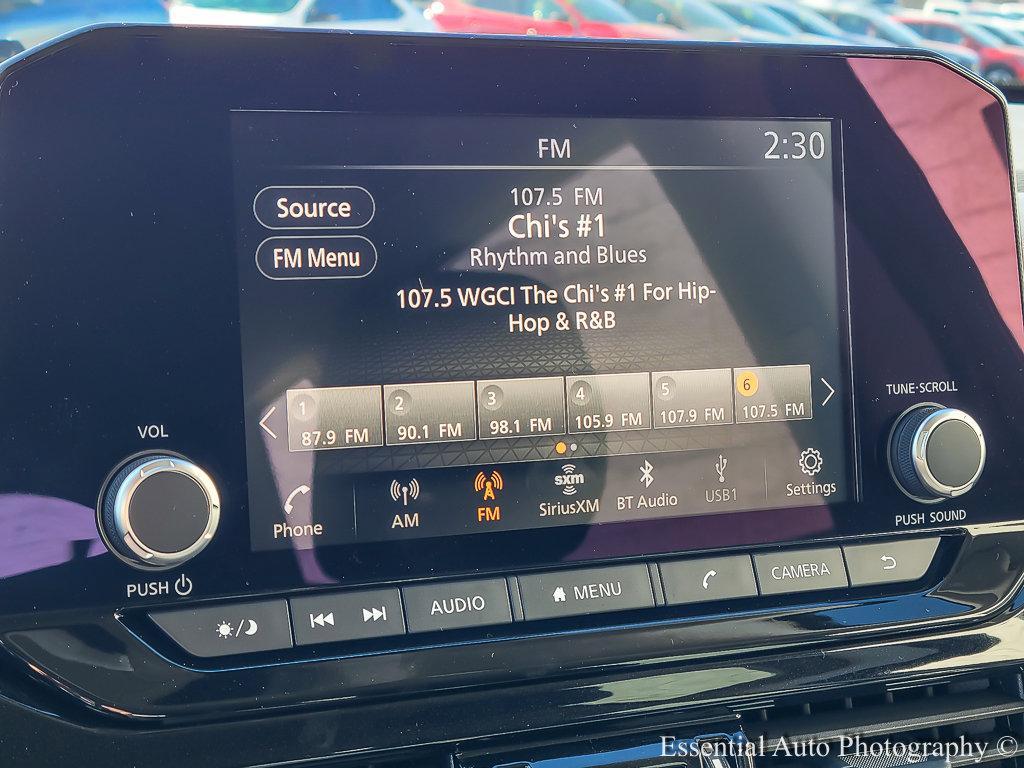 FM
2:30
Source
FM Menu
107.5 FM
Chi's #1
Rhythm and Blues
107.5 WGCI The Chi's #1 For Hip-
Hop & R&B
1 2 3 4 5 6
87.9 FM 90.1 FM 98.1 FM 105.9 FM 107.9 FM 107.5 FM
Phone AM FM SiriusXM BT Audio USB1 Settings
sxm
VOL
PUSH
TUNE·SCROLL
PUSH SOUND
AUDIO MENU CAMERA
Essential Auto Photography ©